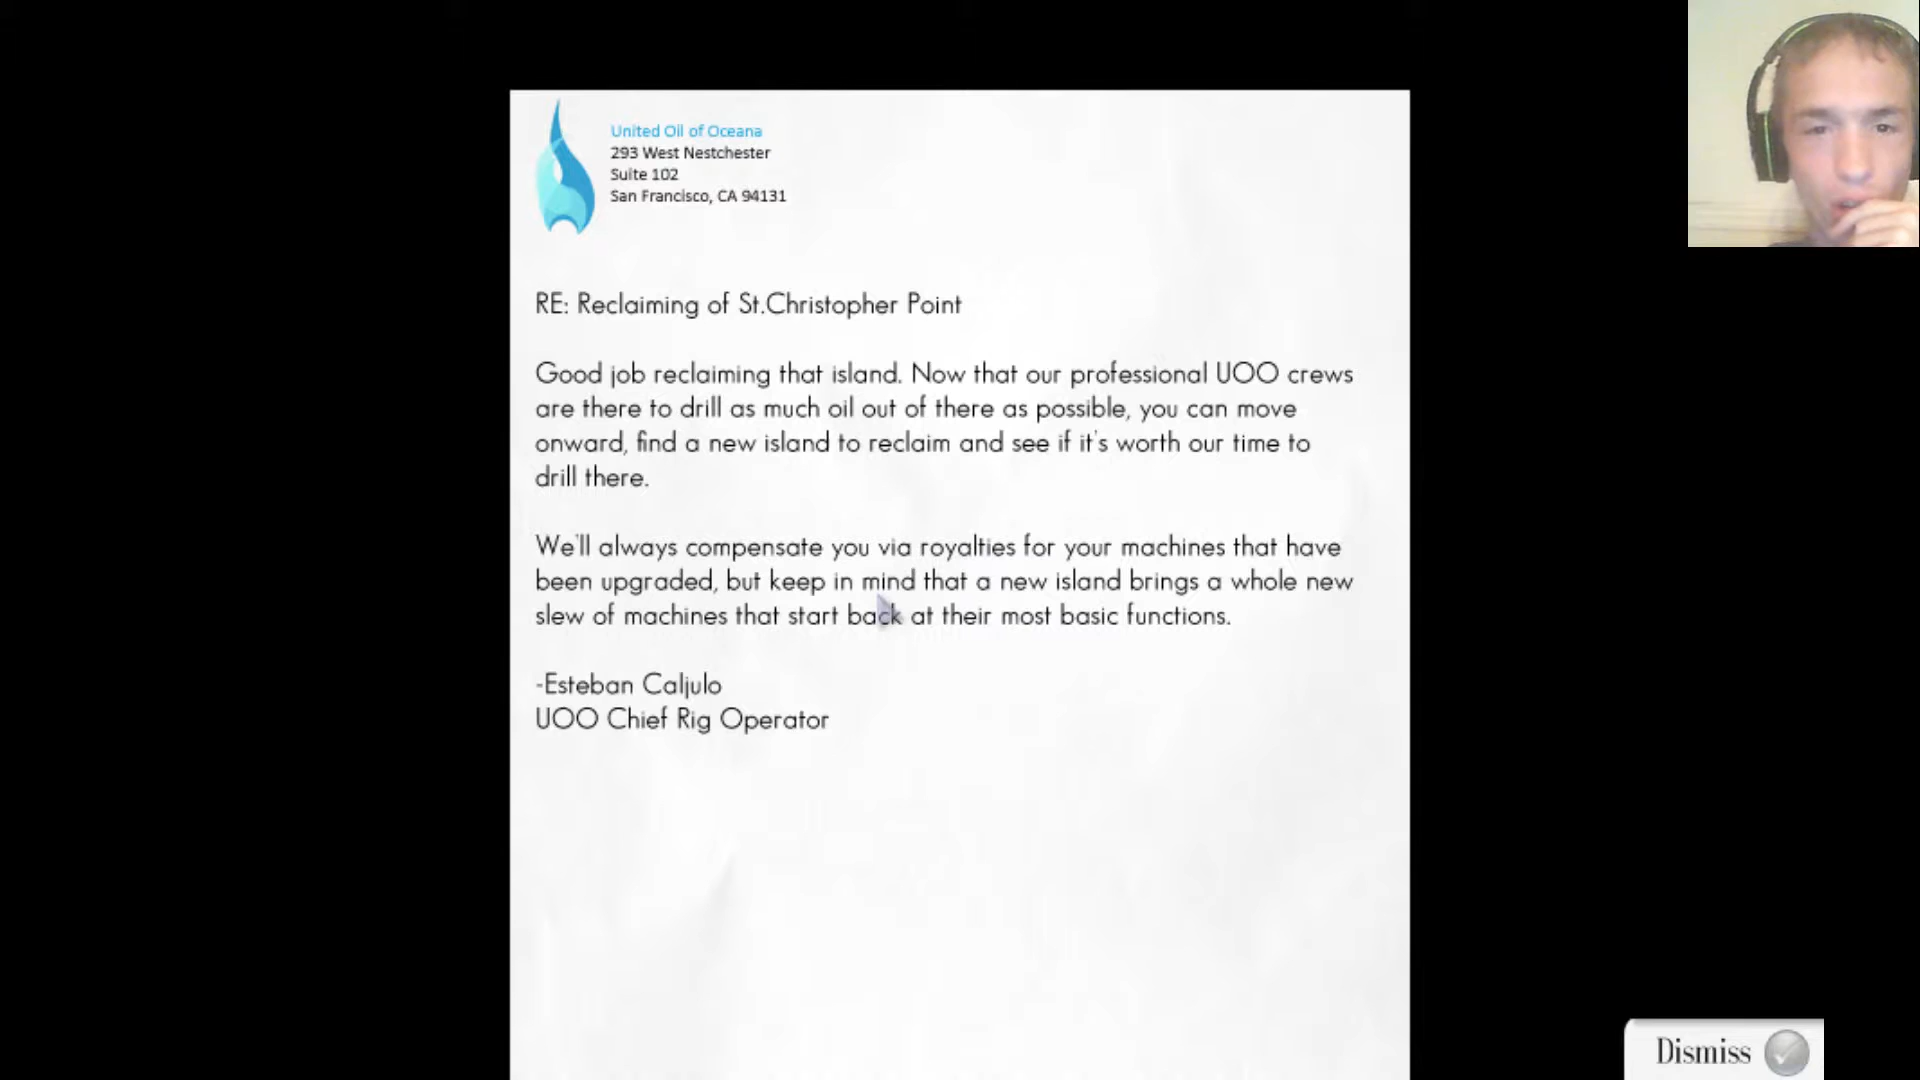 United Oil of Oceana
293 West Nestchester
Suite 102
San Francisco, CA 94131
RE: Reclaiming of St.Christopher Point
Good job reclaiming that island. Now that our professional UOO crews
are there to drill as much oil out of there as possible, you can move
onward, find a new island to reclaim and see if it's worth our time to
drill there.
We'll always compensate you via royalties for your machines that have
been upgraded, but keep in mind that a new island brings a whole new
slew of machines that start back at their most basic functions.
-Esteban Caljulo
UOO Chief Rig Operator
Dismiss